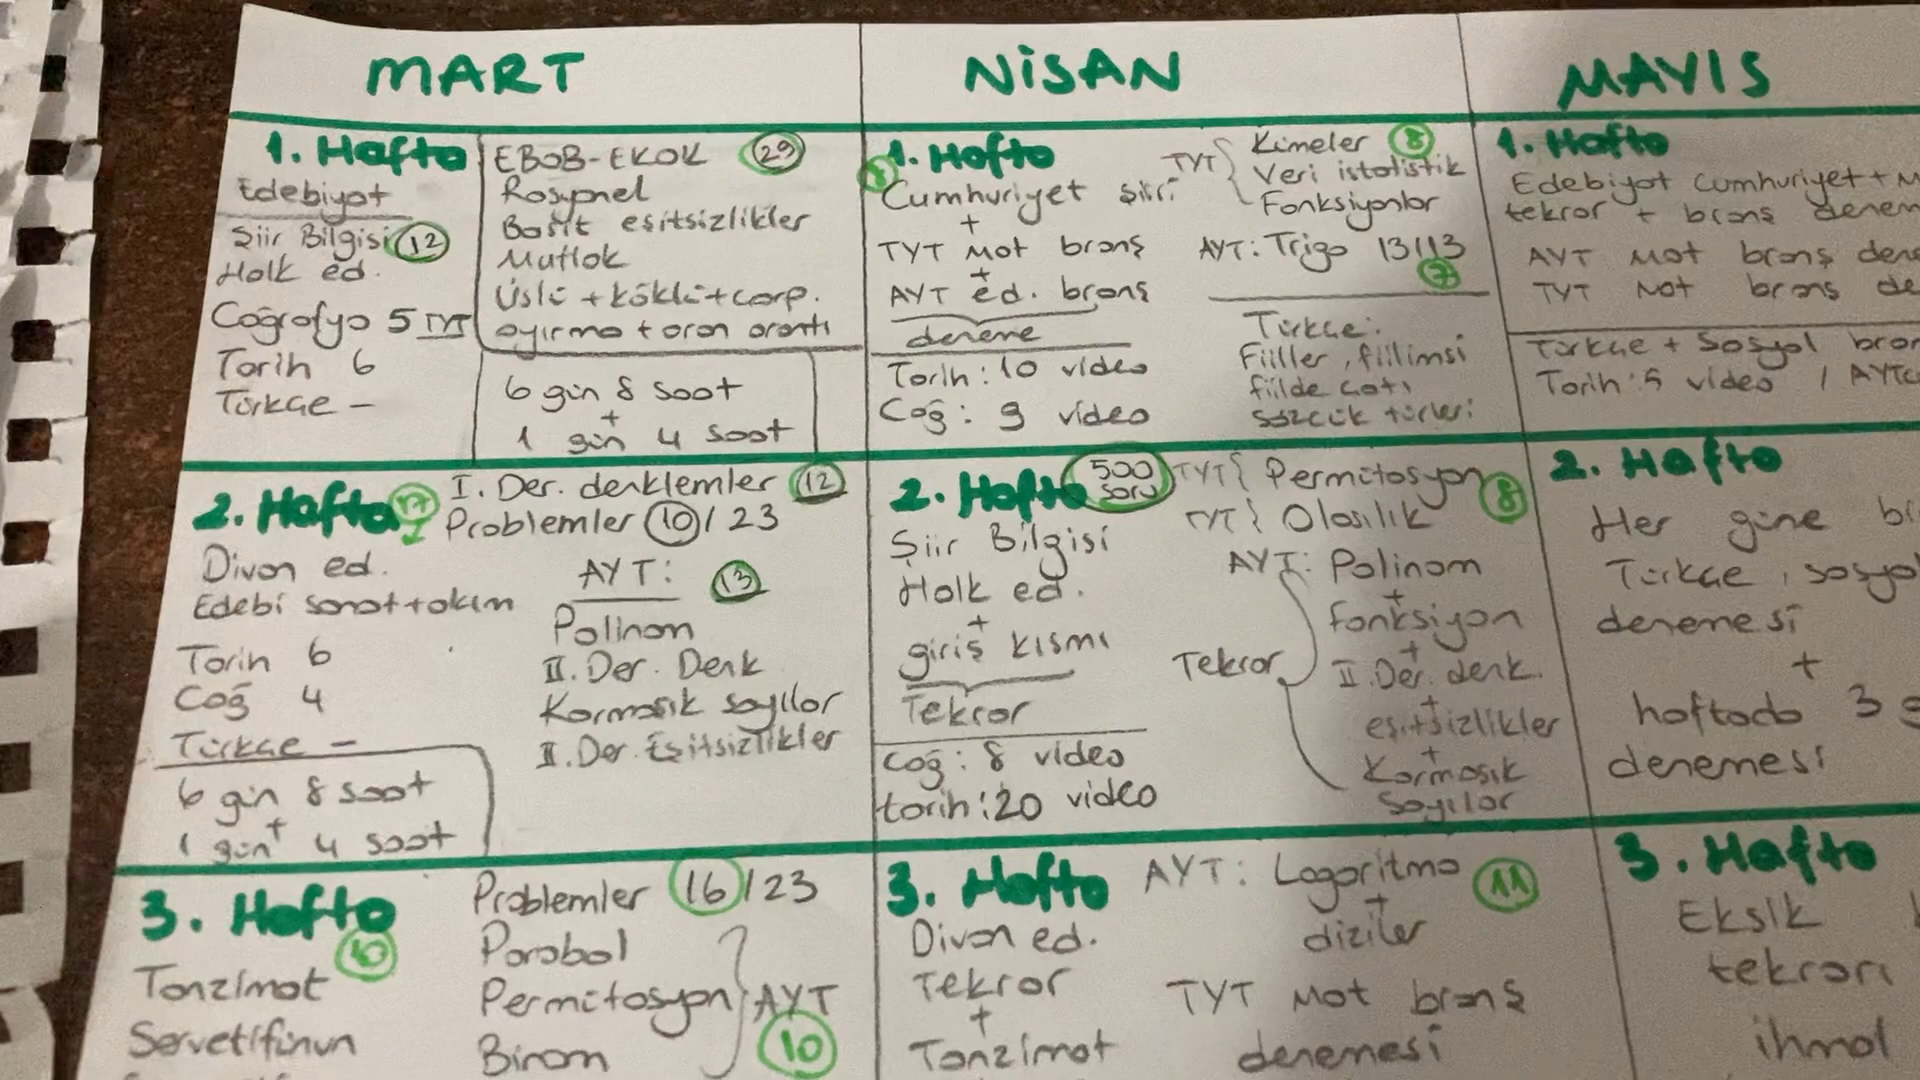 MART
1. Hafta
Edebiyat
Şiir Bilgisi 12
Halk ed.
Coğrafya 5 TYT
Tarih 6
Türkçe -
EBOB-EKOK 29
Rasyonel
Basit eşitsizlikler
Mutlak
Üslü + köklü + çarp.
ayırma + oran orantı
6 gün 8 saat
+
1 gün 4 saat
2. Hafta 17
I. Der. denklemler 12
Problemler 10 / 23
Divan ed.
Edebi sanat + akım
Tarih 6
Coğ 4
Türkçe -
6 gün 8 saat
+
1 gün 4 saat
AYT: 13
Polinom
II. Der. Denk
Karmaşık sayılar
II. Der. Eşitsizlikler
3. Hafta 10
Tanzimat
Servetifünun
Problemler 16 / 23
Parabol
Permütasyon AYT
Binom 10
NİSAN
1. Hafta
8
Cumhuriyet şiiri
+
TYT Mat branş
+
AYT ed. branş
deneme
Tarih: 10 video
Coğ: 9 video
TYT Kümeler 8
Veri istatistik
Fonksiyonlar
AYT: Trigo 13/13
7
Türkçe:
Fiiller, fiilimsi
fiilde çatı
sözcük türleri
2. Hafta 500 soru
Şiir Bilgisi
Halk ed.
+
giriş kısmı
Tekrar
Coğ: 8 video
tarih: 20 video
TYT Permütasyon 8
TYT Olasılık
AYT: Polinom
+
fonksiyon
+
Tekrar II. Der. denk.
+
eşitsizlikler
+
Karmaşık
Sayılar
3. Hafta
Divan ed.
Tekrar
+
Tanzimat
AYT: Logaritma 11
+
diziler
TYT Mat branş
denemesi
MAYIS
1. Hafta
Edebiyat Cumhuriyet +
tekrar + branş
AYT Mat branş
TYT Mat branş
Türkçe + Sosyal
Tarih: 5 video /
2. Hafta
Her güne
Türkçe, sosyal
denemesi
+
haftada 3
denemesi
3. Hafta
Eksik
tekrarı
ihmal